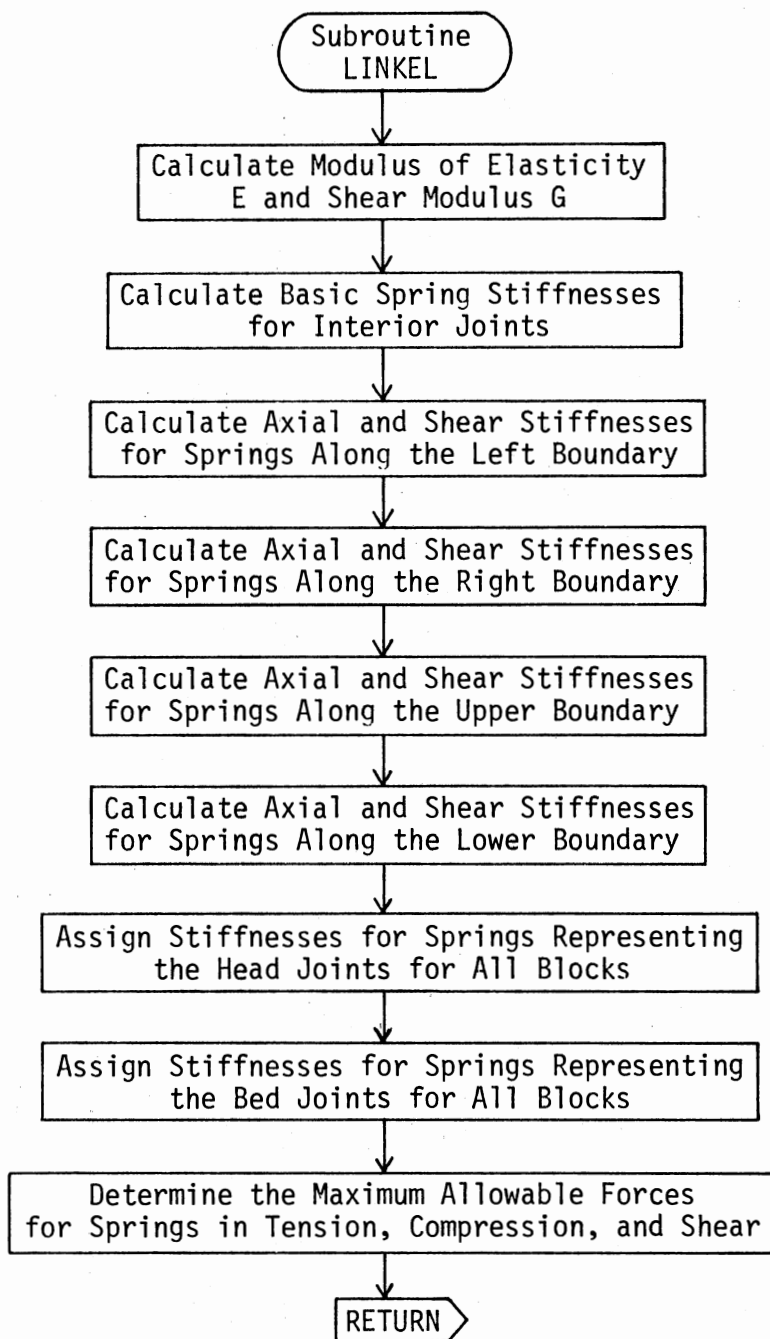 Subroutine
LINKEL
Calculate Modulus of Elasticity
E and Shear Modulus G
Calculate Basic Spring Stiffnesses
for Interior Joints
Calculate Axial and Shear Stiffnesses
for Springs Along the Left Boundary
Calculate Axial and Shear Stiffnesses
for Springs Along the Right Boundary
Calculate Axial and Shear Stiffnesses
for Springs Along the Upper Boundary
Calculate Axial and Shear Stiffnesses
for Springs Along the Lower Boundary
Assign Stiffnesses for Springs Representing
the Head Joints for All Blocks
Assign Stiffnesses for Springs Representing
the Bed Joints for All Blocks
Determine the Maximum Allowable Forces
for Springs in Tension, Compression, and Shear
RETURN